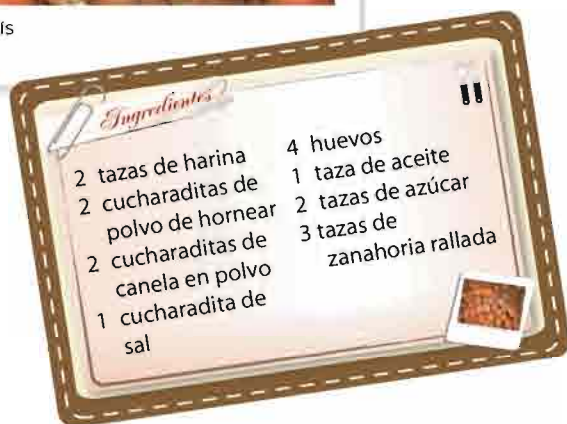 ís
Ingredientes
2 tazas de harina
2 cucharaditas de
polvo de hornear
2 cucharaditas de
canela en polvo
1 cucharadita de
sal
4 huevos
1 taza de aceite
2 tazas de azúcar
3 tazas de
zanahoria rallada